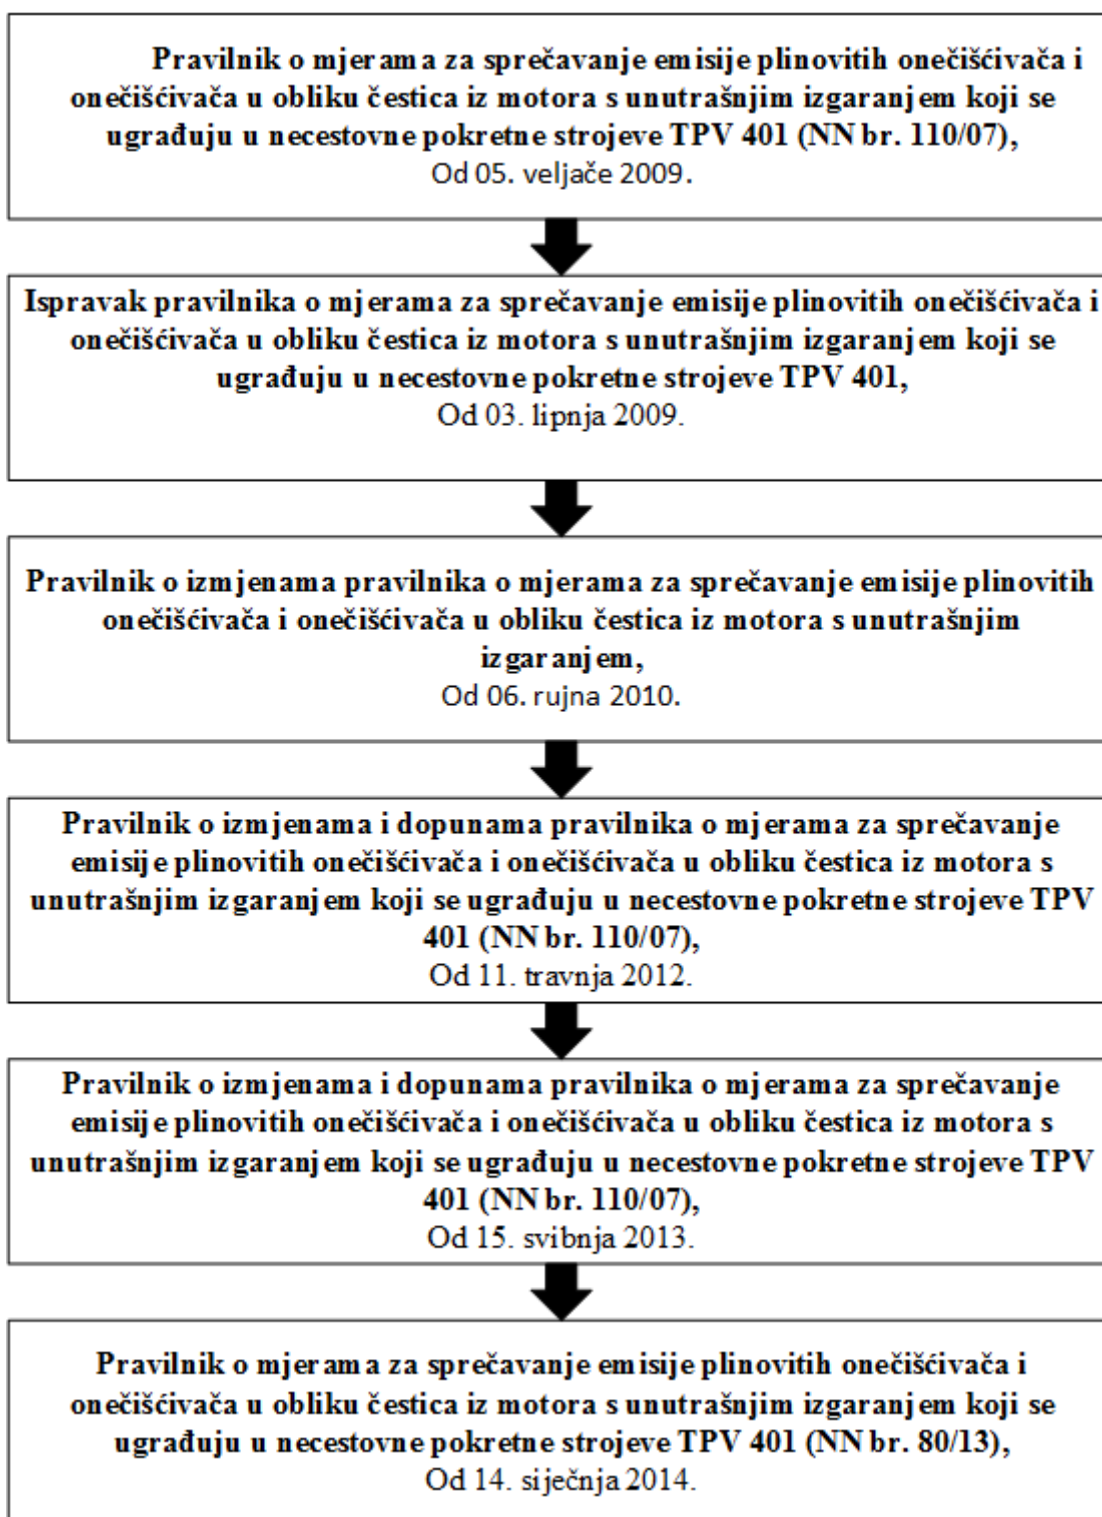 Pravilnik o mjerama za sprečavanje emisije plinovitih onečišćivača i
onečišćivača u obliku čestica iz motora s unutrašnjim izgaranjem koji se
ugrađuju u necestovne pokretne strojeve TPV 401 (NN br. 110/07),
Od 05. veljače 2009.
Ispravak pravilnika o mjerama za sprečavanje emisije plinovitih onečišćivača i
onečišćivača u obliku čestica iz motora s unutrašnjim izgaranjem koji se
ugrađuju u necestovne pokretne strojeve TPV 401,
Od 03. lipnja 2009.
Pravilnik o izmjenama pravilnika o mjerama za sprečavanje emisije plinovitih
onečišćivača i onečišćivača u obliku čestica iz motora s unutrašnjim
izgaranjem,
Od 06. rujna 2010.
Pravilnik o izmjenama i dopunama pravilnika o mjerama za sprečavanje
emisije plinovitih onečišćivača i onečišćivača u obliku čestica iz motora s
unutrašnjim izgaranjem koji se ugrađuju u necestovne pokretne strojeve TPV
401 (NN br. 110/07),
Od 11. travnja 2012.
Pravilnik o izmjenama i dopunama pravilnika o mjerama za sprečavanje
emisije plinovitih onečišćivača i onečišćivača u obliku čestica iz motora s
unutrašnjim izgaranjem koji se ugrađuju u necestovne pokretne strojeve TPV
401 (NN br. 110/07),
Od 15. svibnja 2013.
Pravilnik o mjerama za sprečavanje emisije plinovitih onečišćivača i
onečišćivača u obliku čestica iz motora s unutrašnjim izgaranjem koji se
ugrađuju u necestovne pokretne strojeve TPV 401 (NN br. 80/13),
Od 14. siječnja 2014.